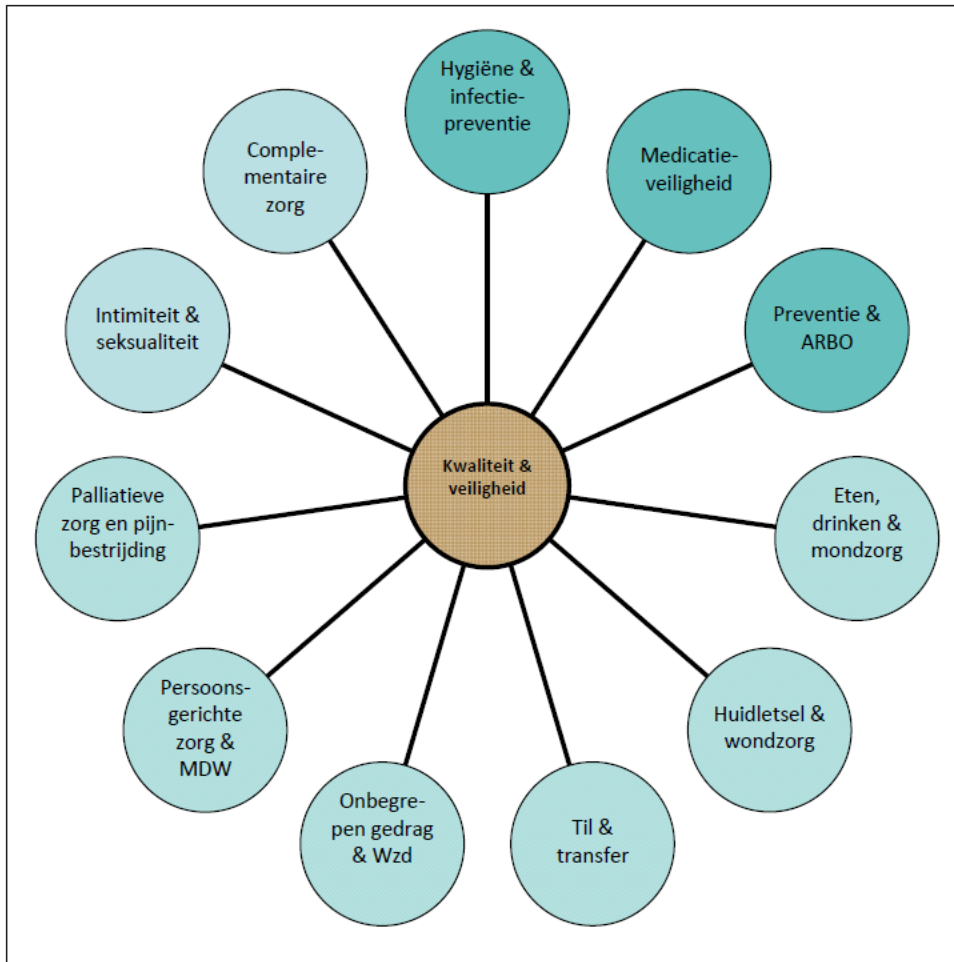 Hygiëne &
infectie-
preventie
Medicatie-
veiligheid
Preventie &
ARBO
Eten,
drinken &
mondzorg
Huidletsel &
wondzorg
Til &
transfer
Onbegre-
pen gedrag
& Wzd
Persoons-
gerichte
zorg &
MDW
Palliatieve
zorg en pijn-
bestrijding
Intimiteit &
seksualiteit
Comple-
mentaire
zorg
Kwaliteit &
veiligheid